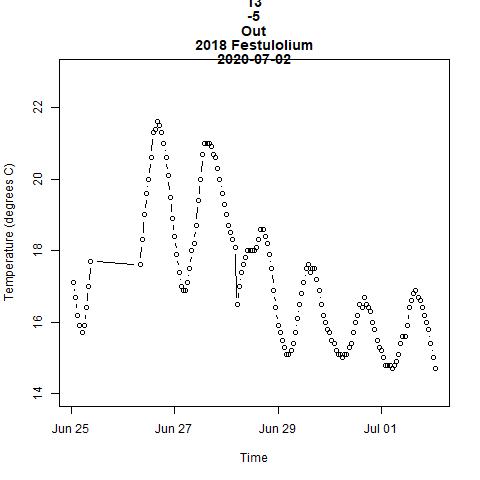 13
-5
Out
2018 Festulolium
2020-07-02
Temperature (degrees C)
22
20
18
16
14
Jun 25
Jun 27
Jun 29
Jul 01
Time